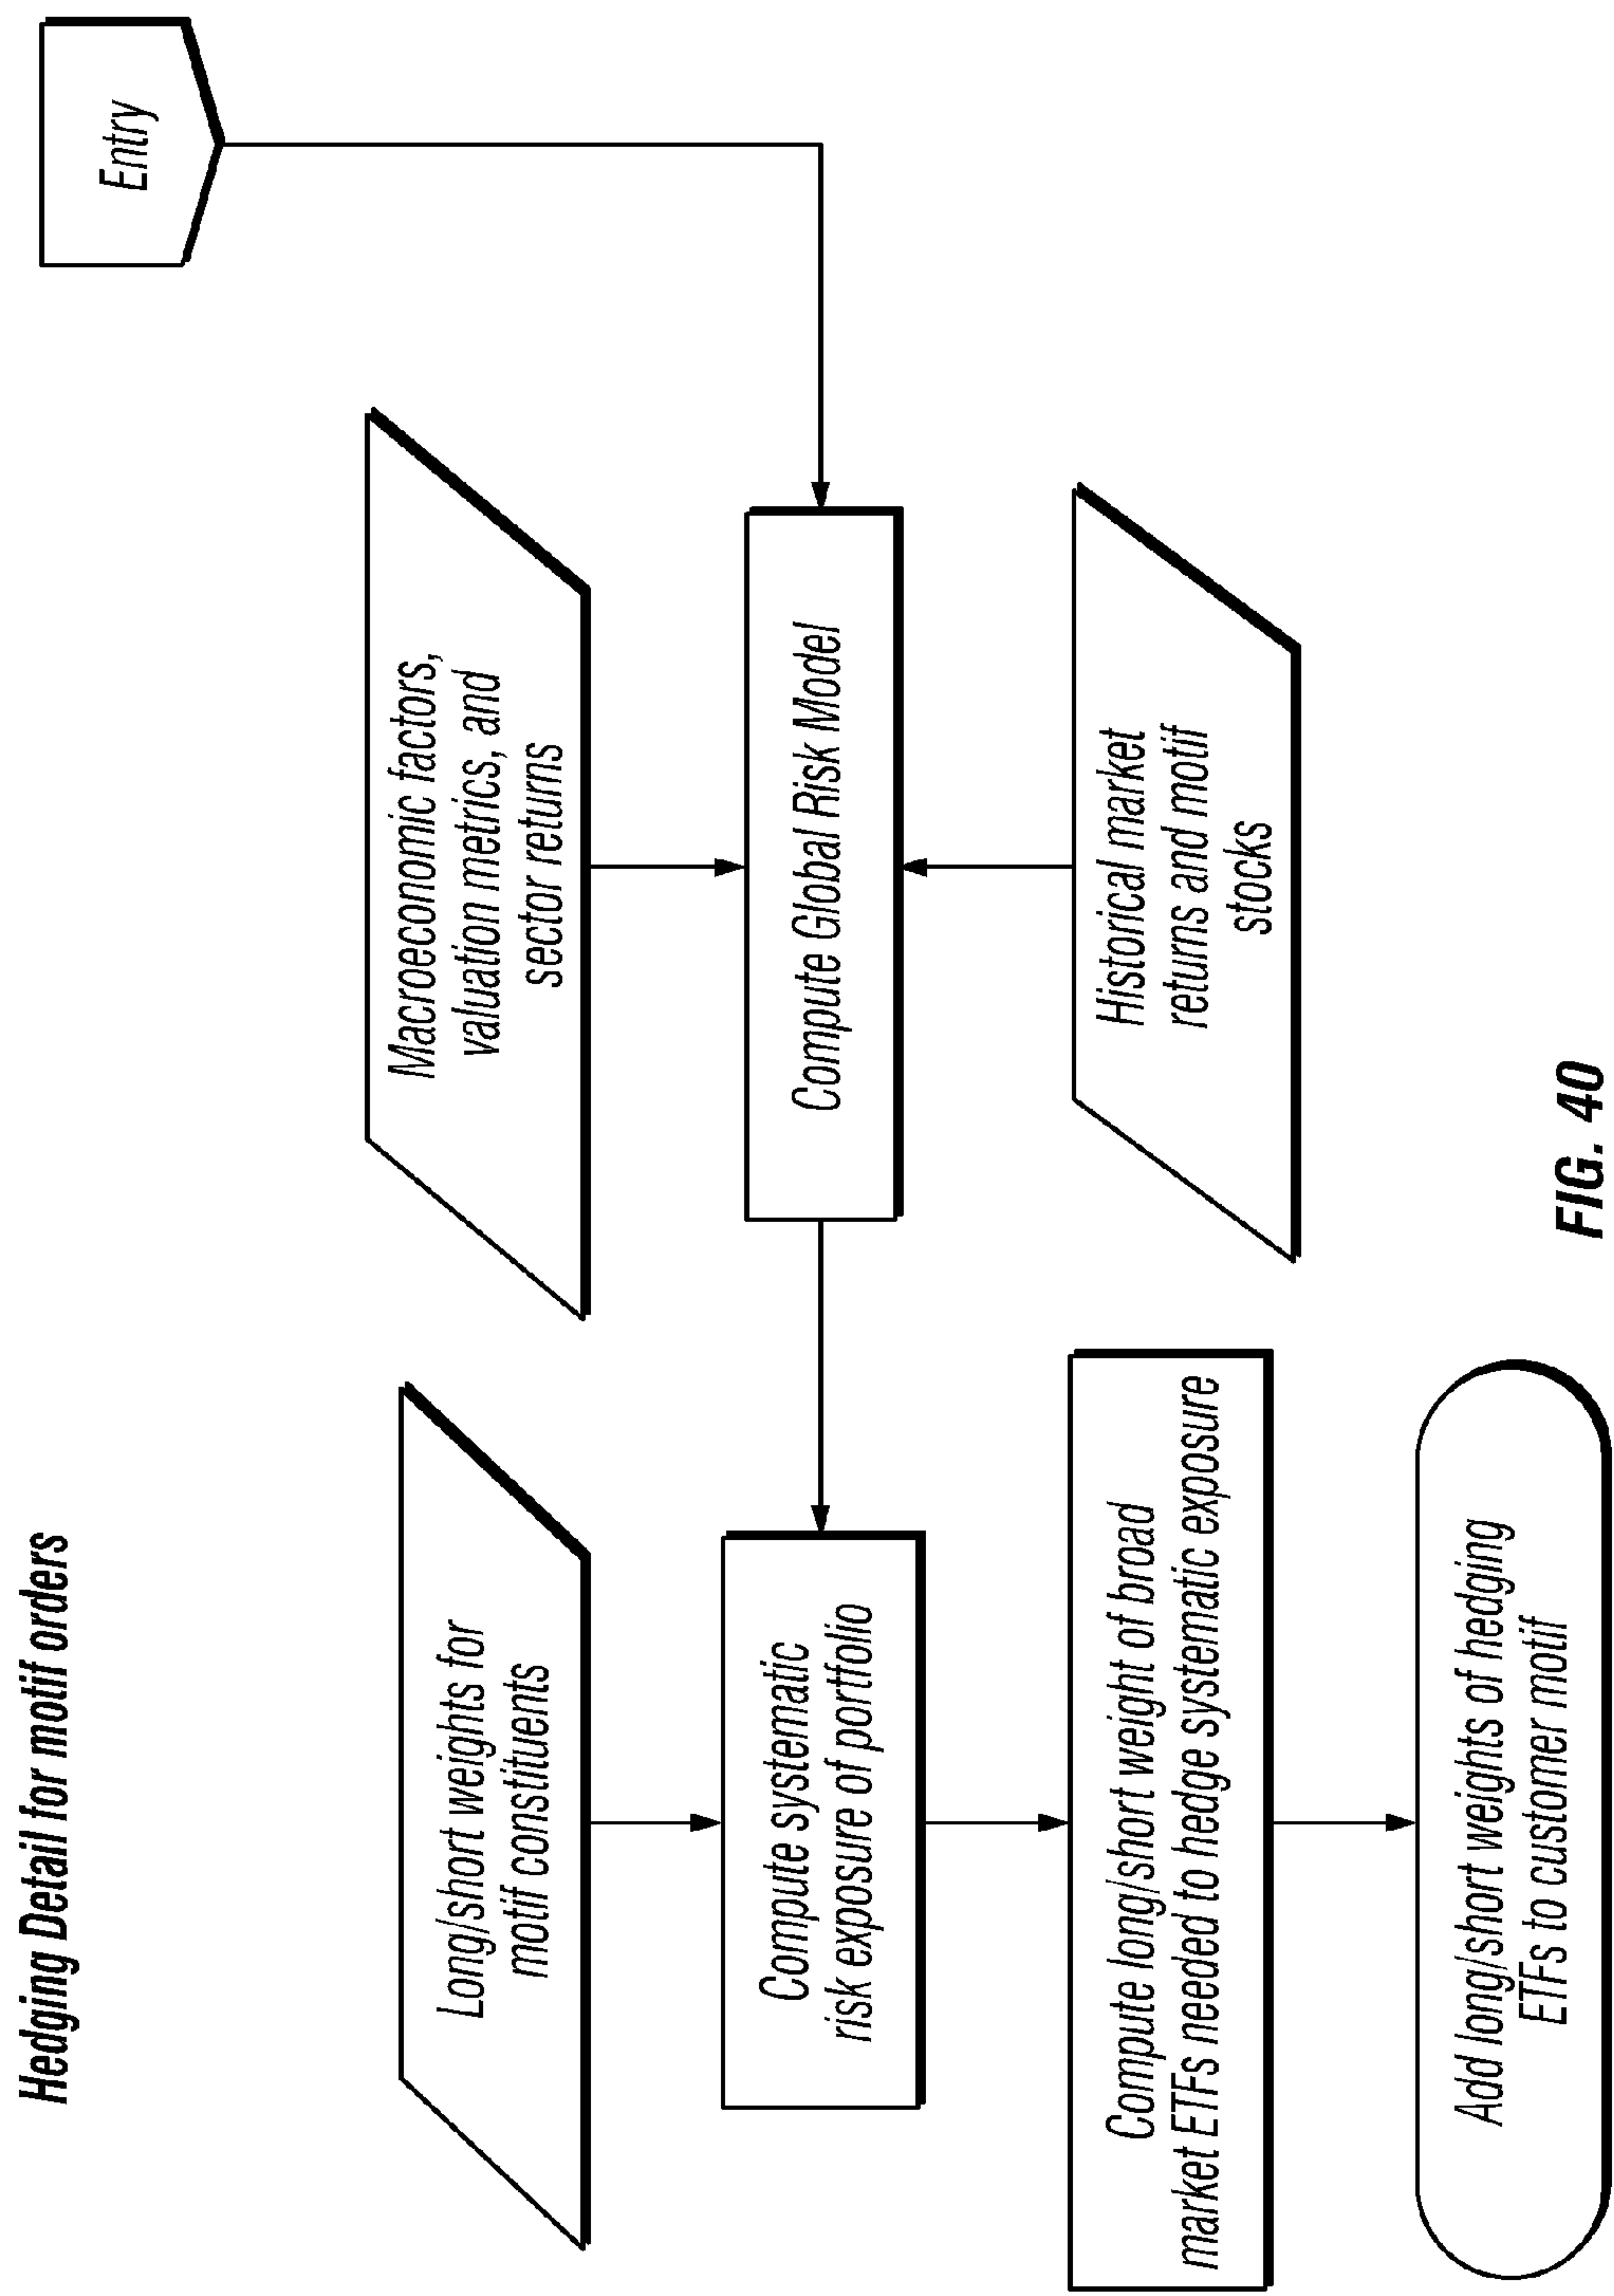 Hedging Detail for motif orders
Entry
Long/short weights for
motif constituents
Macroeconomic factors,
valuation metrics, and
sector returns
Compute systematic
risk exposure of portfolio
Compute Global Risk Model
Compute long/short weight of broad
market ETFs needed to hedge systematic exposure
Historical market
returns and motif
stocks
Add long/short weights of hedging
ETFs to customer motif
FIG. 40